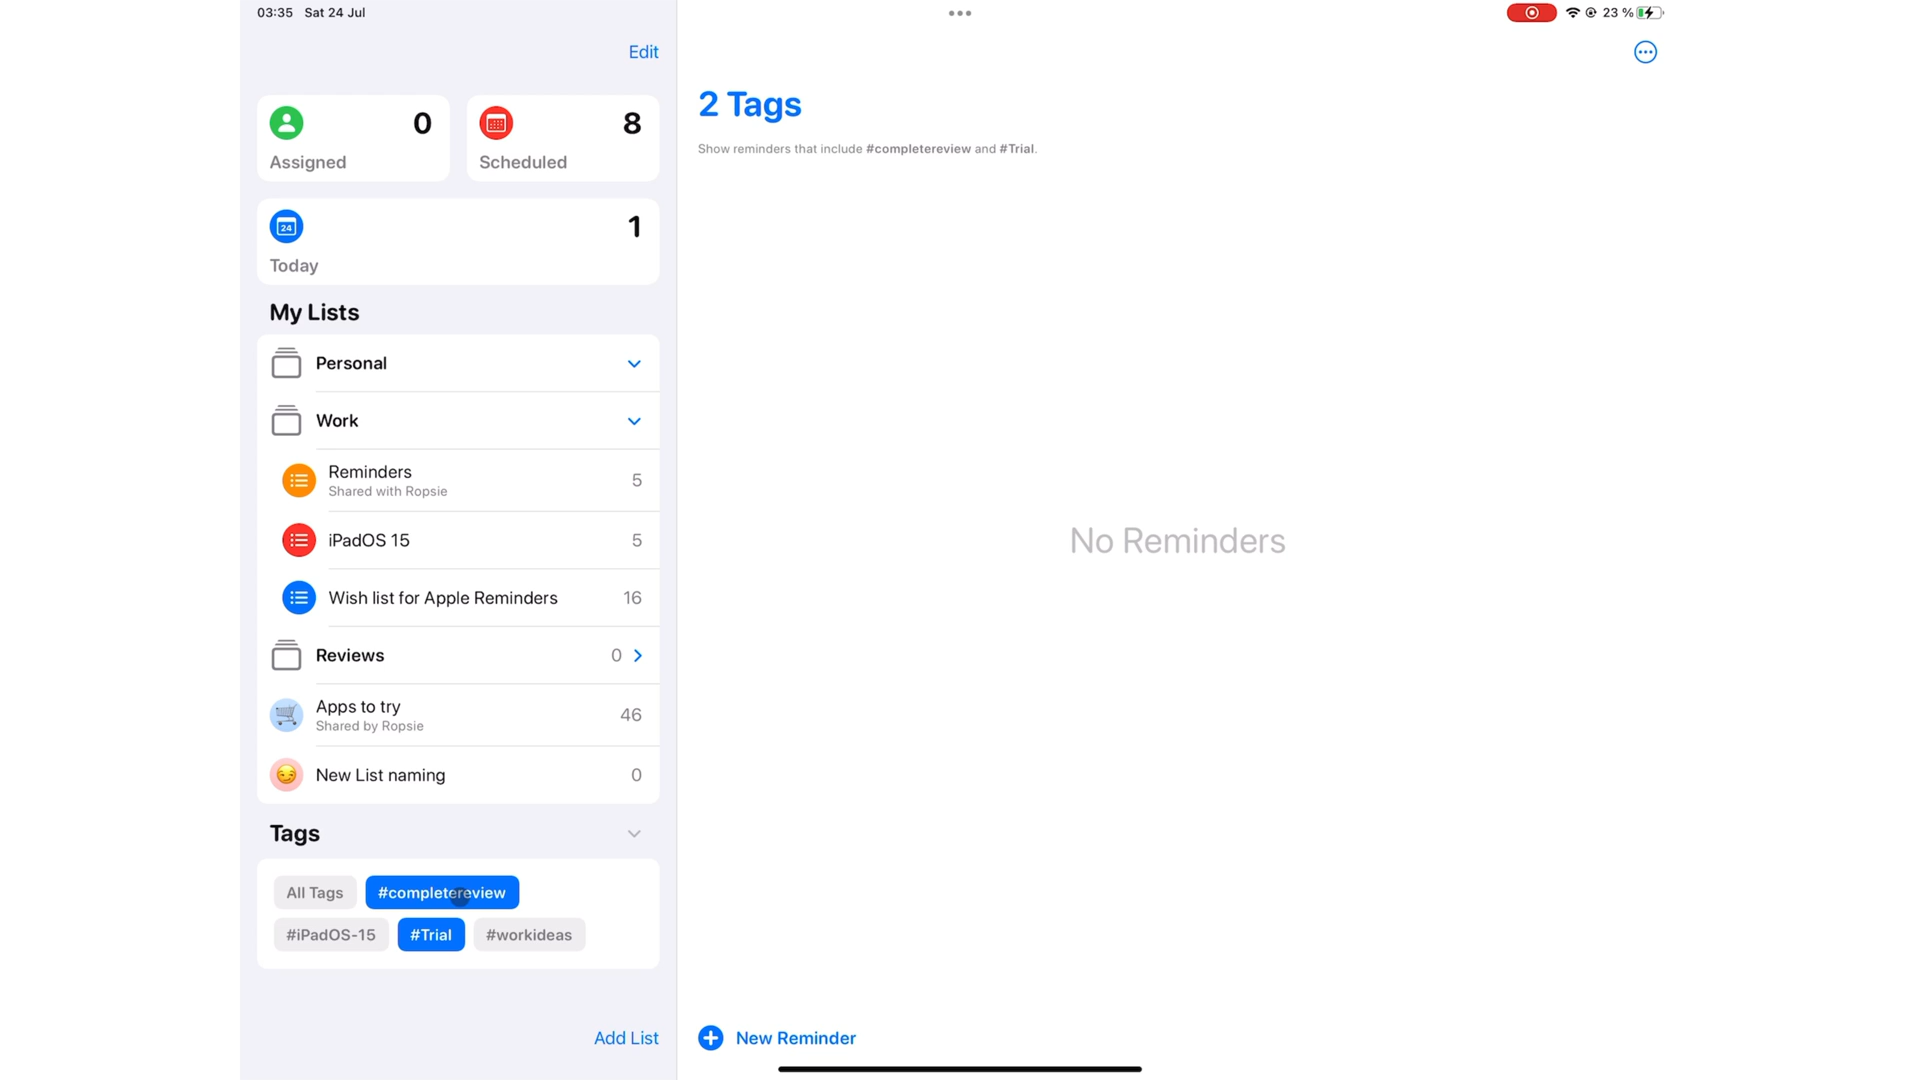 03:35 Sat 24 Jul
23 %
Edit
0
Assigned
8
Scheduled
24
1
Today
My Lists
Personal
Work
Reminders
Shared with Ropsie
5
iPadOS 15
5
Wish list for Apple Reminders
16
Reviews
0
Apps to try
Shared by Ropsie
46
New List naming
0
Tags
All Tags #completereview
#iPadOS-15 #Trial #workideas
Add List
2 Tags
Show reminders that include #completereview and #Trial.
No Reminders
New Reminder